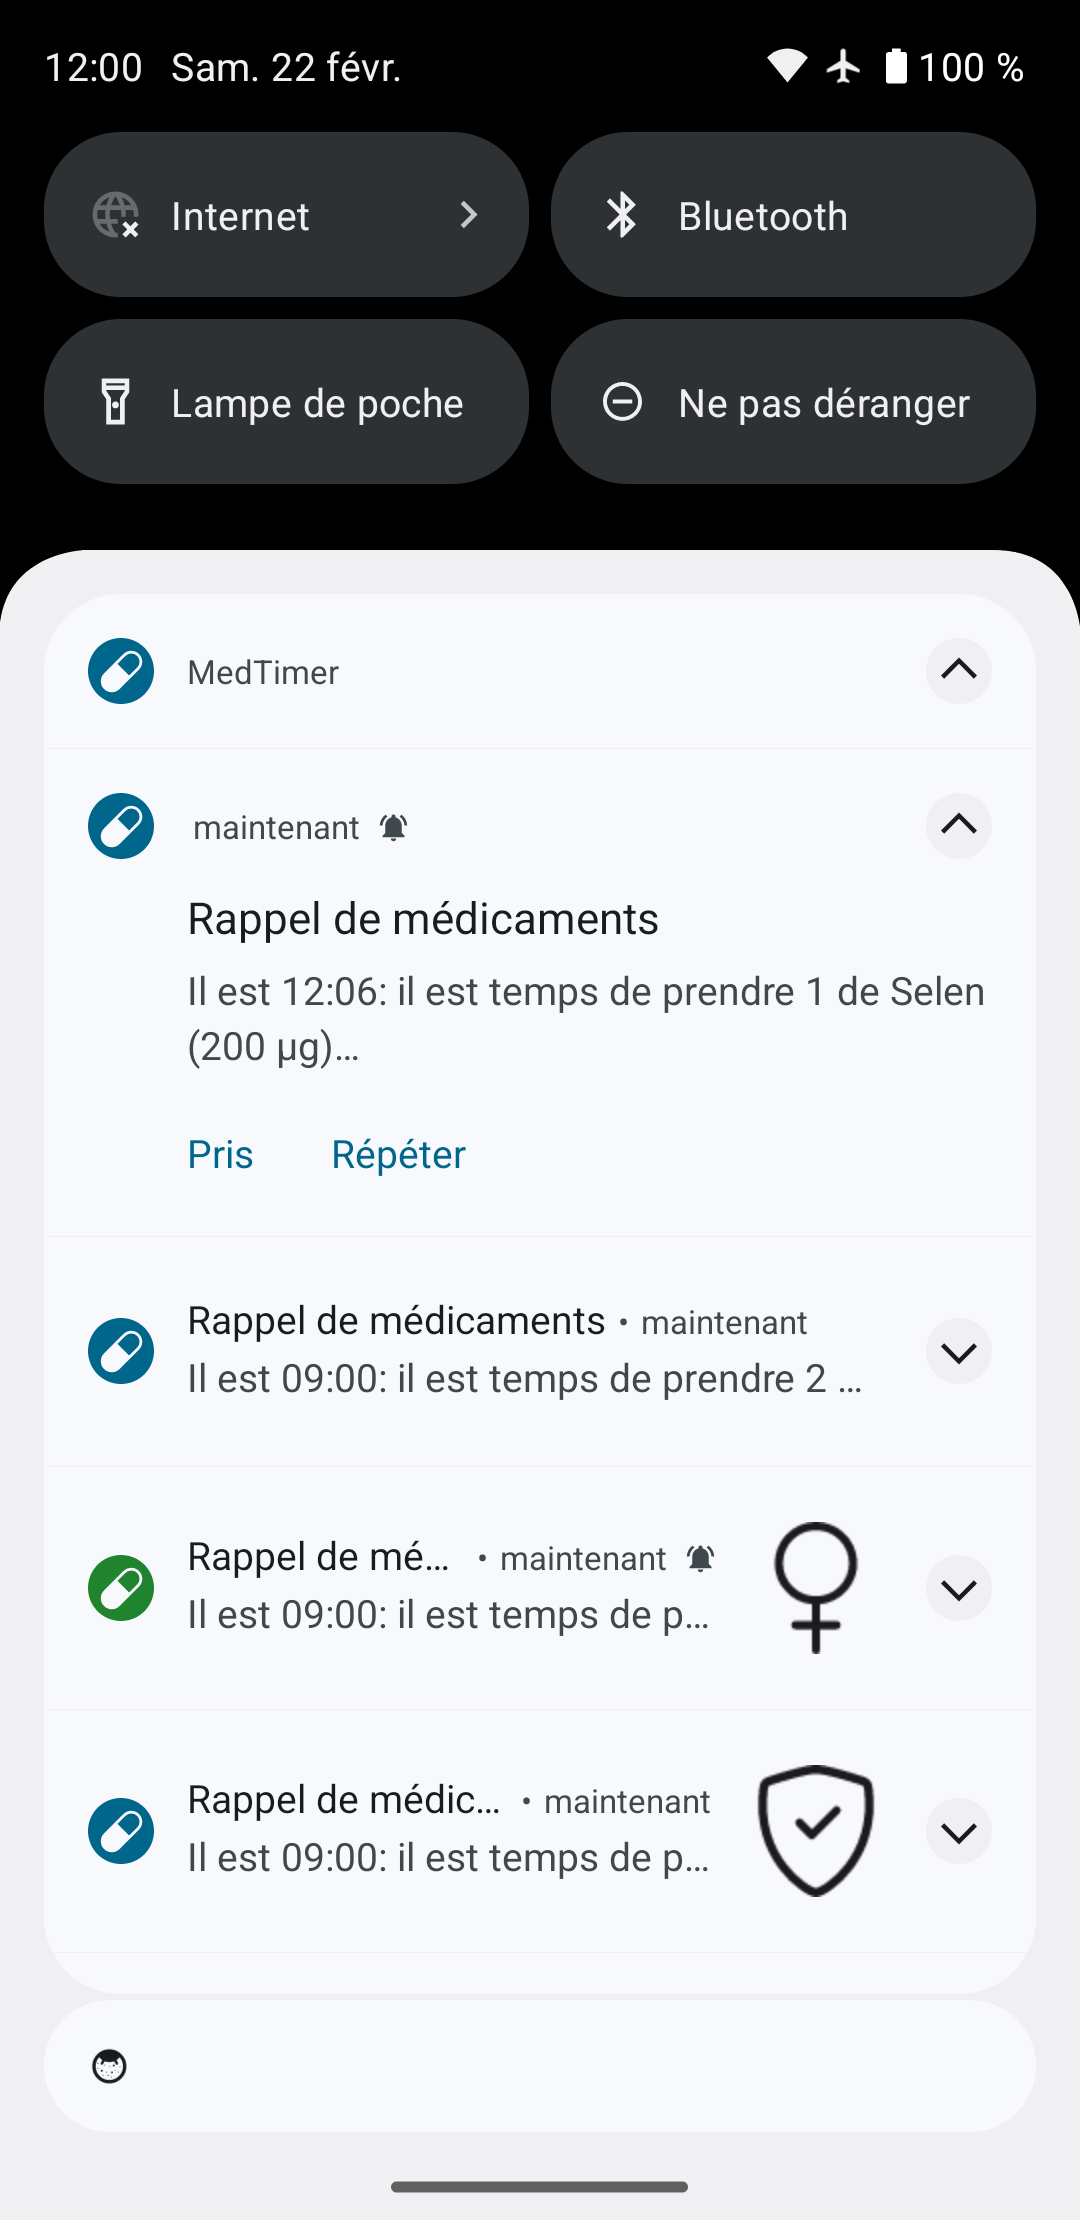 12:00 Sam. 22 févr. 100 %
Internet
Bluetooth
Lampe de poche
Ne pas déranger
MedTimer
maintenant
Rappel de médicaments
Il est 12:06: il est temps de prendre 1 de Selen
(200 µg)…
Pris Répéter
Rappel de médicaments • maintenant
Il est 09:00: il est temps de prendre 2 …
Rappel de mé… • maintenant
Il est 09:00: il est temps de p…
Rappel de médic… • maintenant
Il est 09:00: il est temps de p…